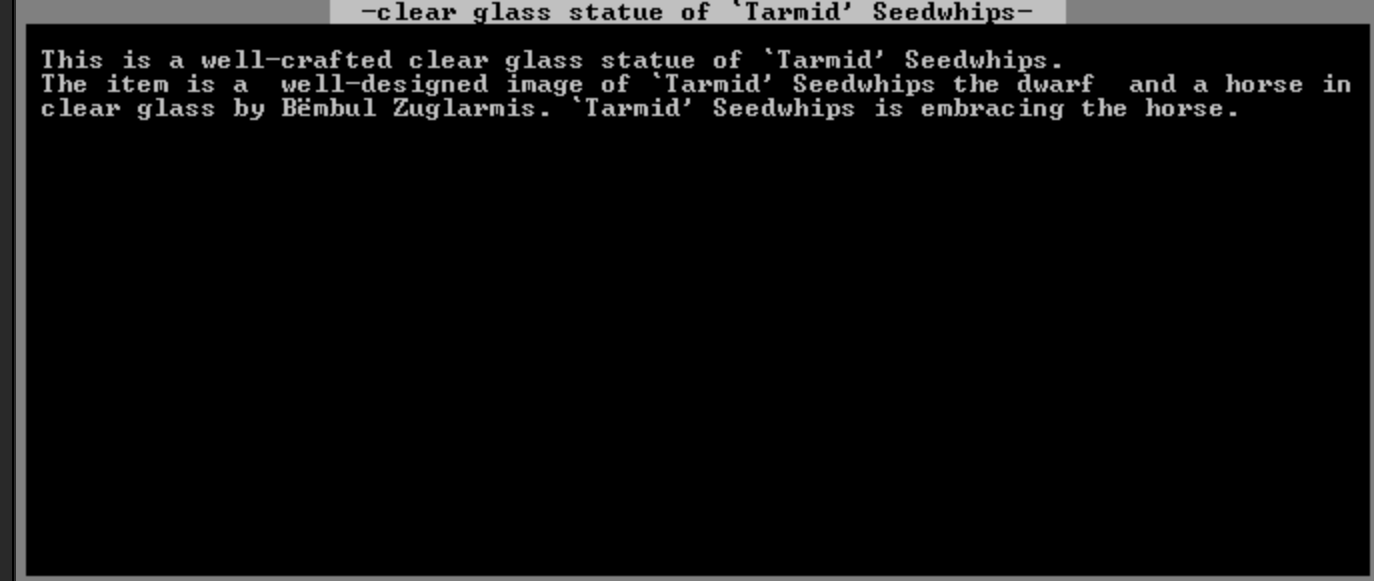 -clear glass statue of `Tarmid' Seedwhips-
This is a well-crafted clear glass statue of `Tarmid' Seedwhips.
The item is a  well-designed image of `Tarmid' Seedwhips the dwarf  and a horse in
clear glass by Bëmbul Zuglarmis. `Tarmid' Seedwhips is embracing the horse.